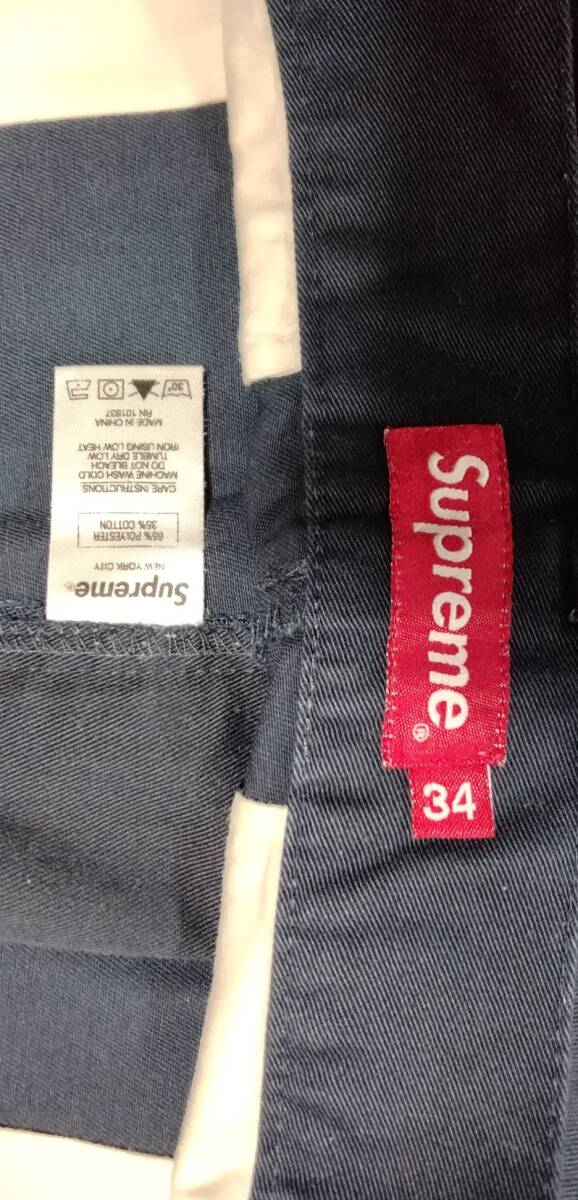 Supreme®
NEW YORK CITY
65% POLYESTER
35% COTTON
CARE INSTRUCTIONS:
MACHINE WASH COLD
DO NOT BLEACH
TUMBLE DRY LOW
IRON USING LOW HEAT
MADE IN CHINA
RN 101837
30°
Supreme®
34